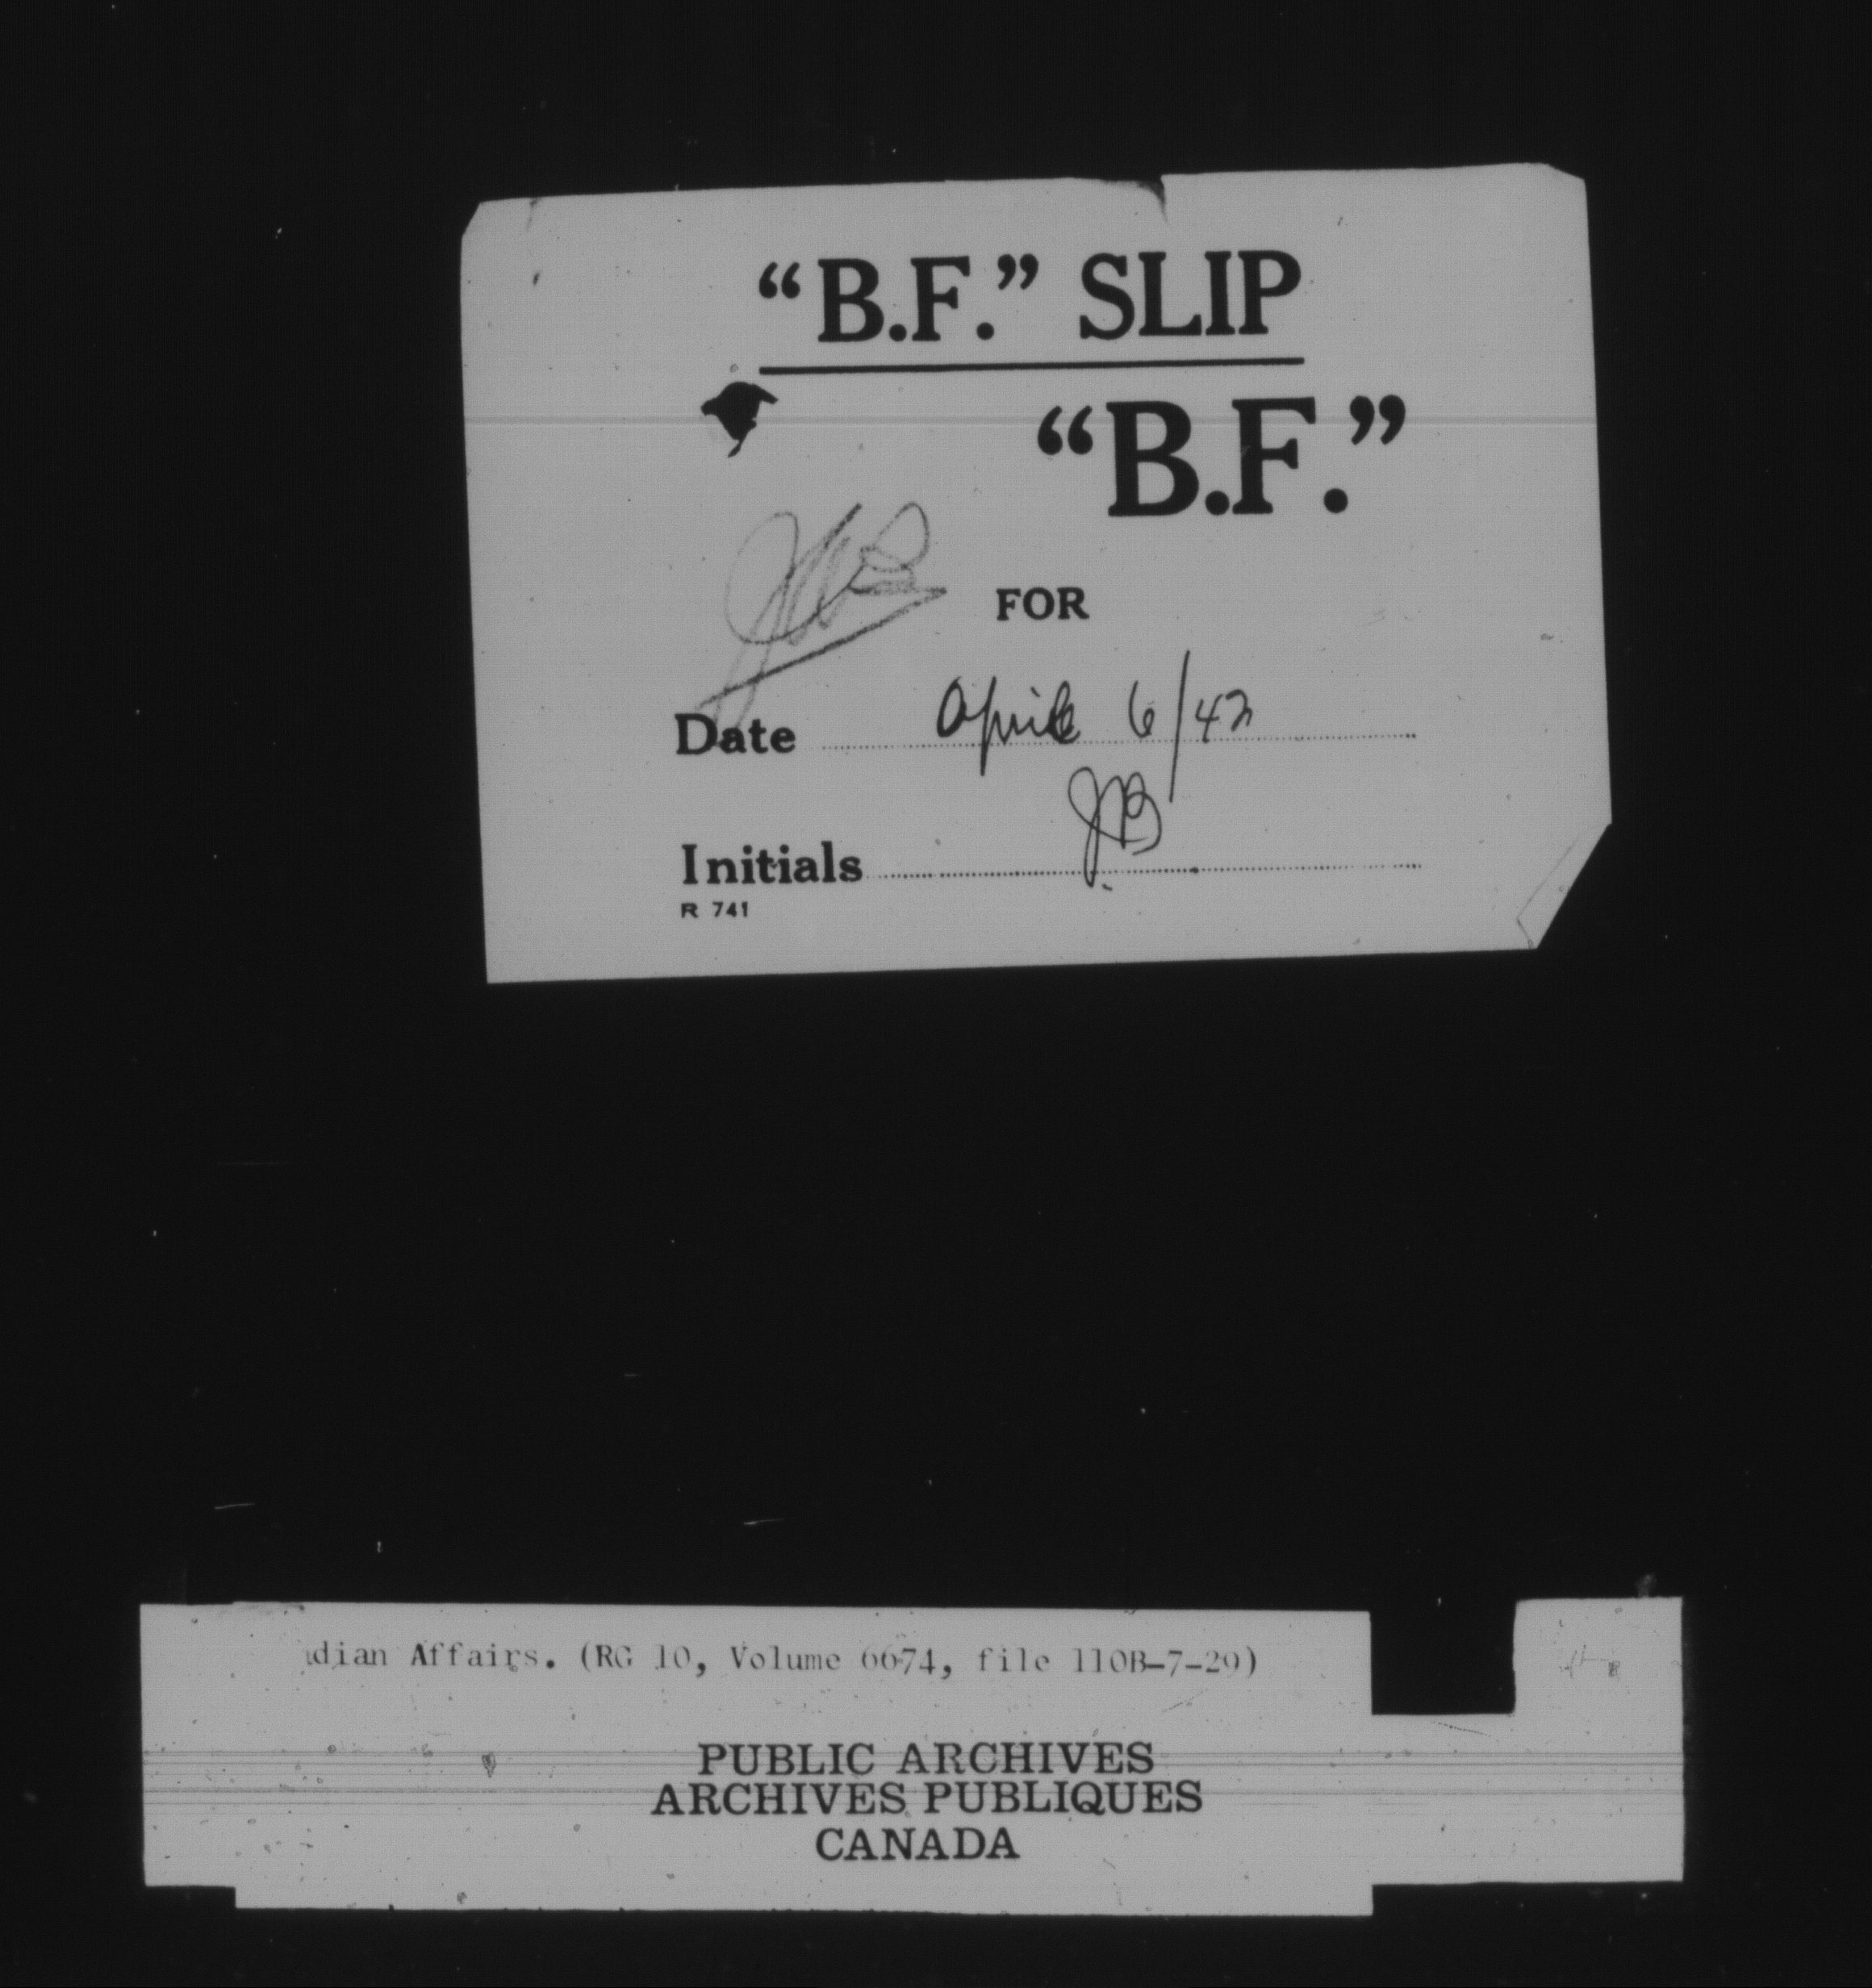 “B.F.” SLIP
“B.F.”
FOR
Date April 6/42
Initials JPB
R 741
dian Affairs. (RG 10, Volume 6674, file 110B-7-29)
PUBLIC ARCHIVES
ARCHIVES PUBLIQUES
CANADA